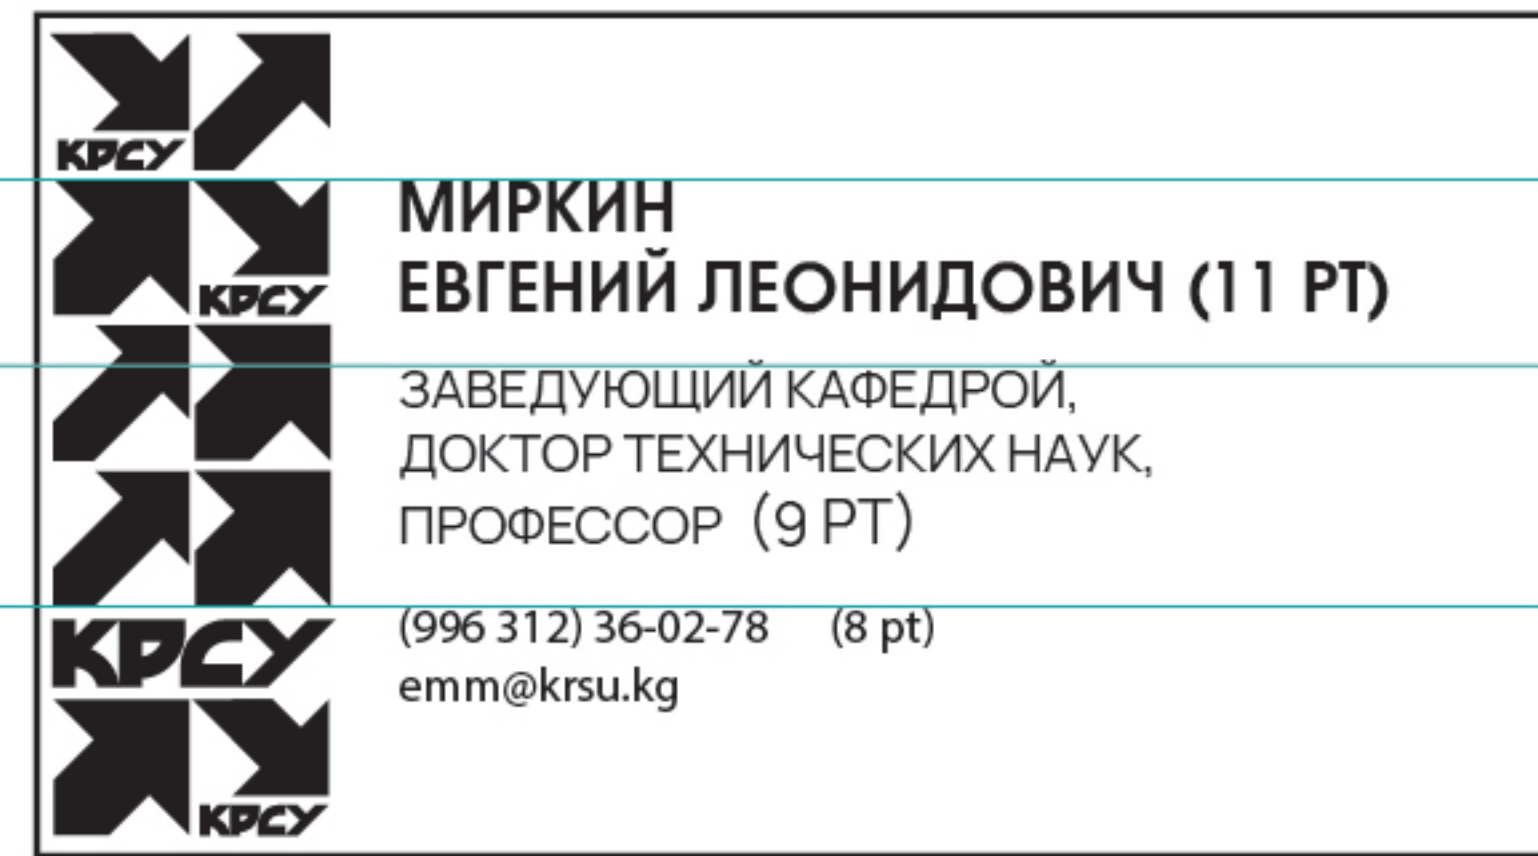 КРСУ
КРСУ
КРСУ
КРСУ
МИРКИН
ЕВГЕНИЙ ЛЕОНИДОВИЧ (11 PT)
ЗАВЕДУЮЩИЙ КАФЕДРОЙ,
ДОКТОР ТЕХНИЧЕСКИХ НАУК,
ПРОФЕССОР (9 PT)
(996 312) 36-02-78 (8 pt)
emm@krsu.kg